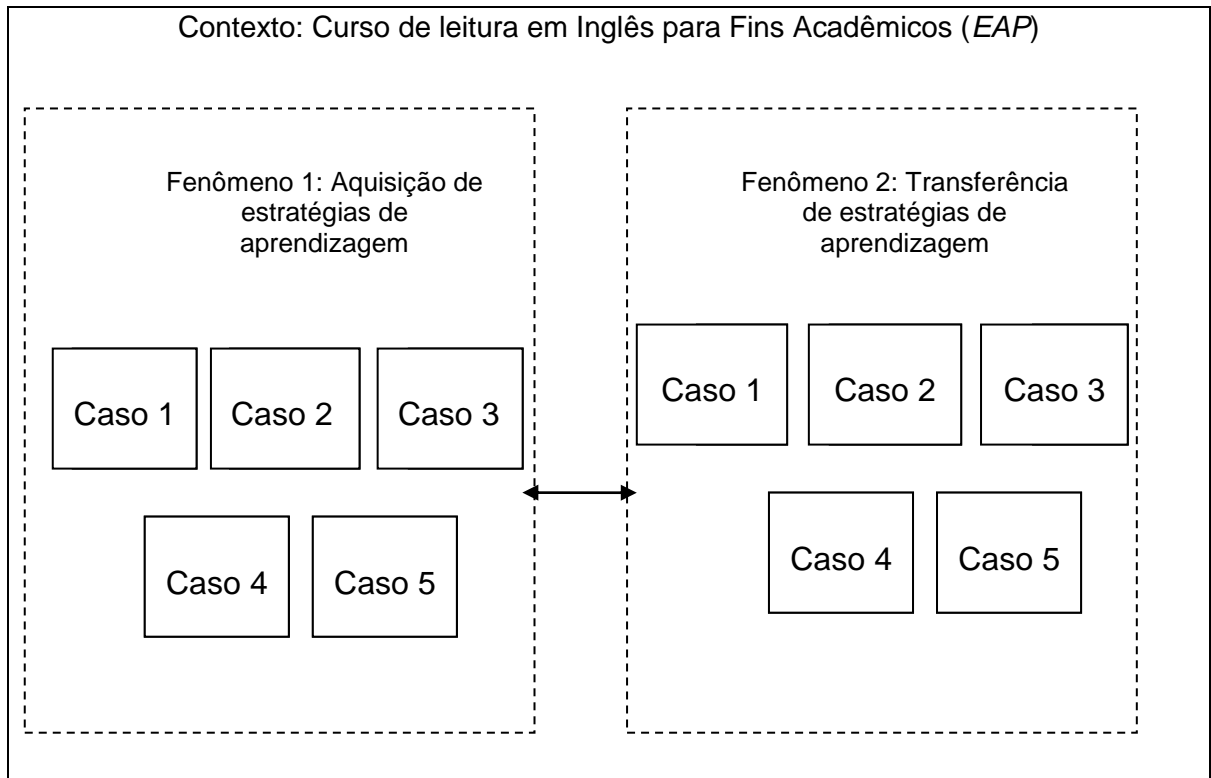 Contexto: Curso de leitura em Inglês para Fins Acadêmicos (EAP)
Fenômeno 1: Aquisição de
estratégias de
aprendizagem
Caso 1
Caso 2
Caso 3
Caso 4
Caso 5
Fenômeno 2: Transferência
de estratégias de
aprendizagem
Caso 1
Caso 2
Caso 3
Caso 4
Caso 5